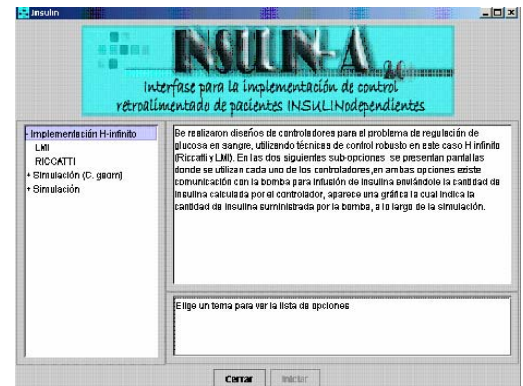 Insulin
INSULIN-A 2.0
Interfase para la implementación de control
retroalimentado de pacientes INSULINodependientes
- Implementación H-infinito
LMI
RICCATTI
+ Simulación (C. geom)
+ Simulación
Se realizaron diseños de controladores para el problema de regulación de
glucosa en sangre, utilizando técnicas de control robusto en este caso H infinito
(Riccatti y LMI). En las dos siguientes sub-opciones se presentan pantallas
donde se utilizan cada uno de los controladores,en ambas opciones existe
comunicación con la bomba para infusión de insulina enviándole la cantidad de
insulina calculada por el controlador, aparece una gráfica la cual indica la
cantidad de insulina suministrada por la bomba, a lo largo de la simulación.
Elige un tema para ver la lista de opciones
Cerrar
Iniciar